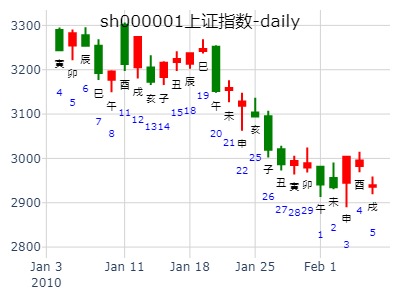 sh000001上证指数-daily
3300
3200
3100
3000
2900
2800
寅 卯 辰 巳 午 酉 戌 亥 子 丑 辰 巳 午 未 申 亥 子 丑 寅 卯 午 未 申 酉 戌
4 5 6 7 8 11 12 13 14 15 18 19 20 21 22 25 26 27 28 29 1 2 3 4 5
Jan 3 Jan 11 Jan 18 Jan 25 Feb 1
2010